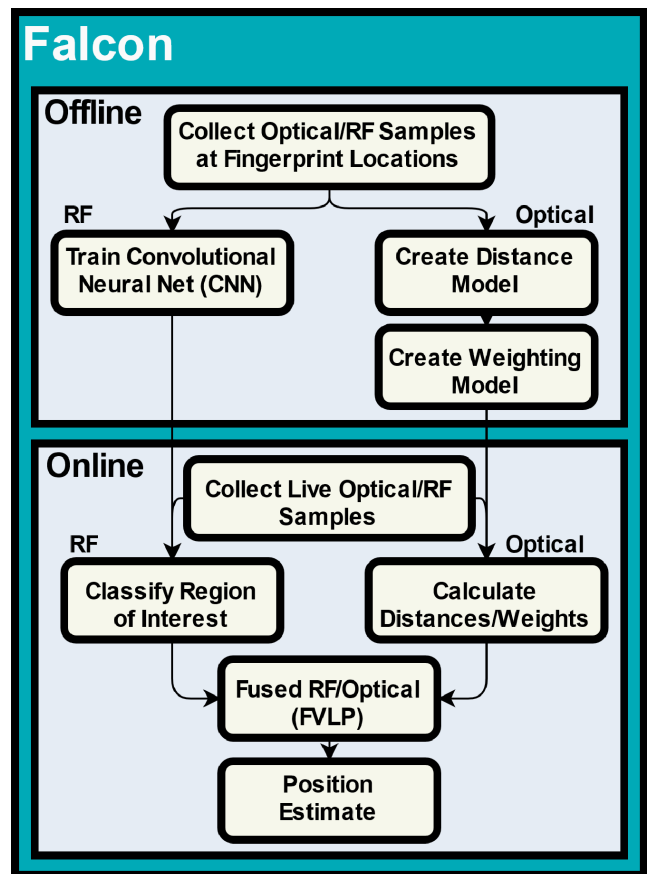 Falcon
Offline
Collect Optical/RF Samples
at Fingerprint Locations
RF
Optical
Train Convolutional
Neural Net (CNN)
Create Distance
Model
Create Weighting
Model
Online
Collect Live Optical/RF
Samples
RF
Optical
Classify Region
of Interest
Calculate
Distances/Weights
Fused RF/Optical
(FVLP)
Position
Estimate